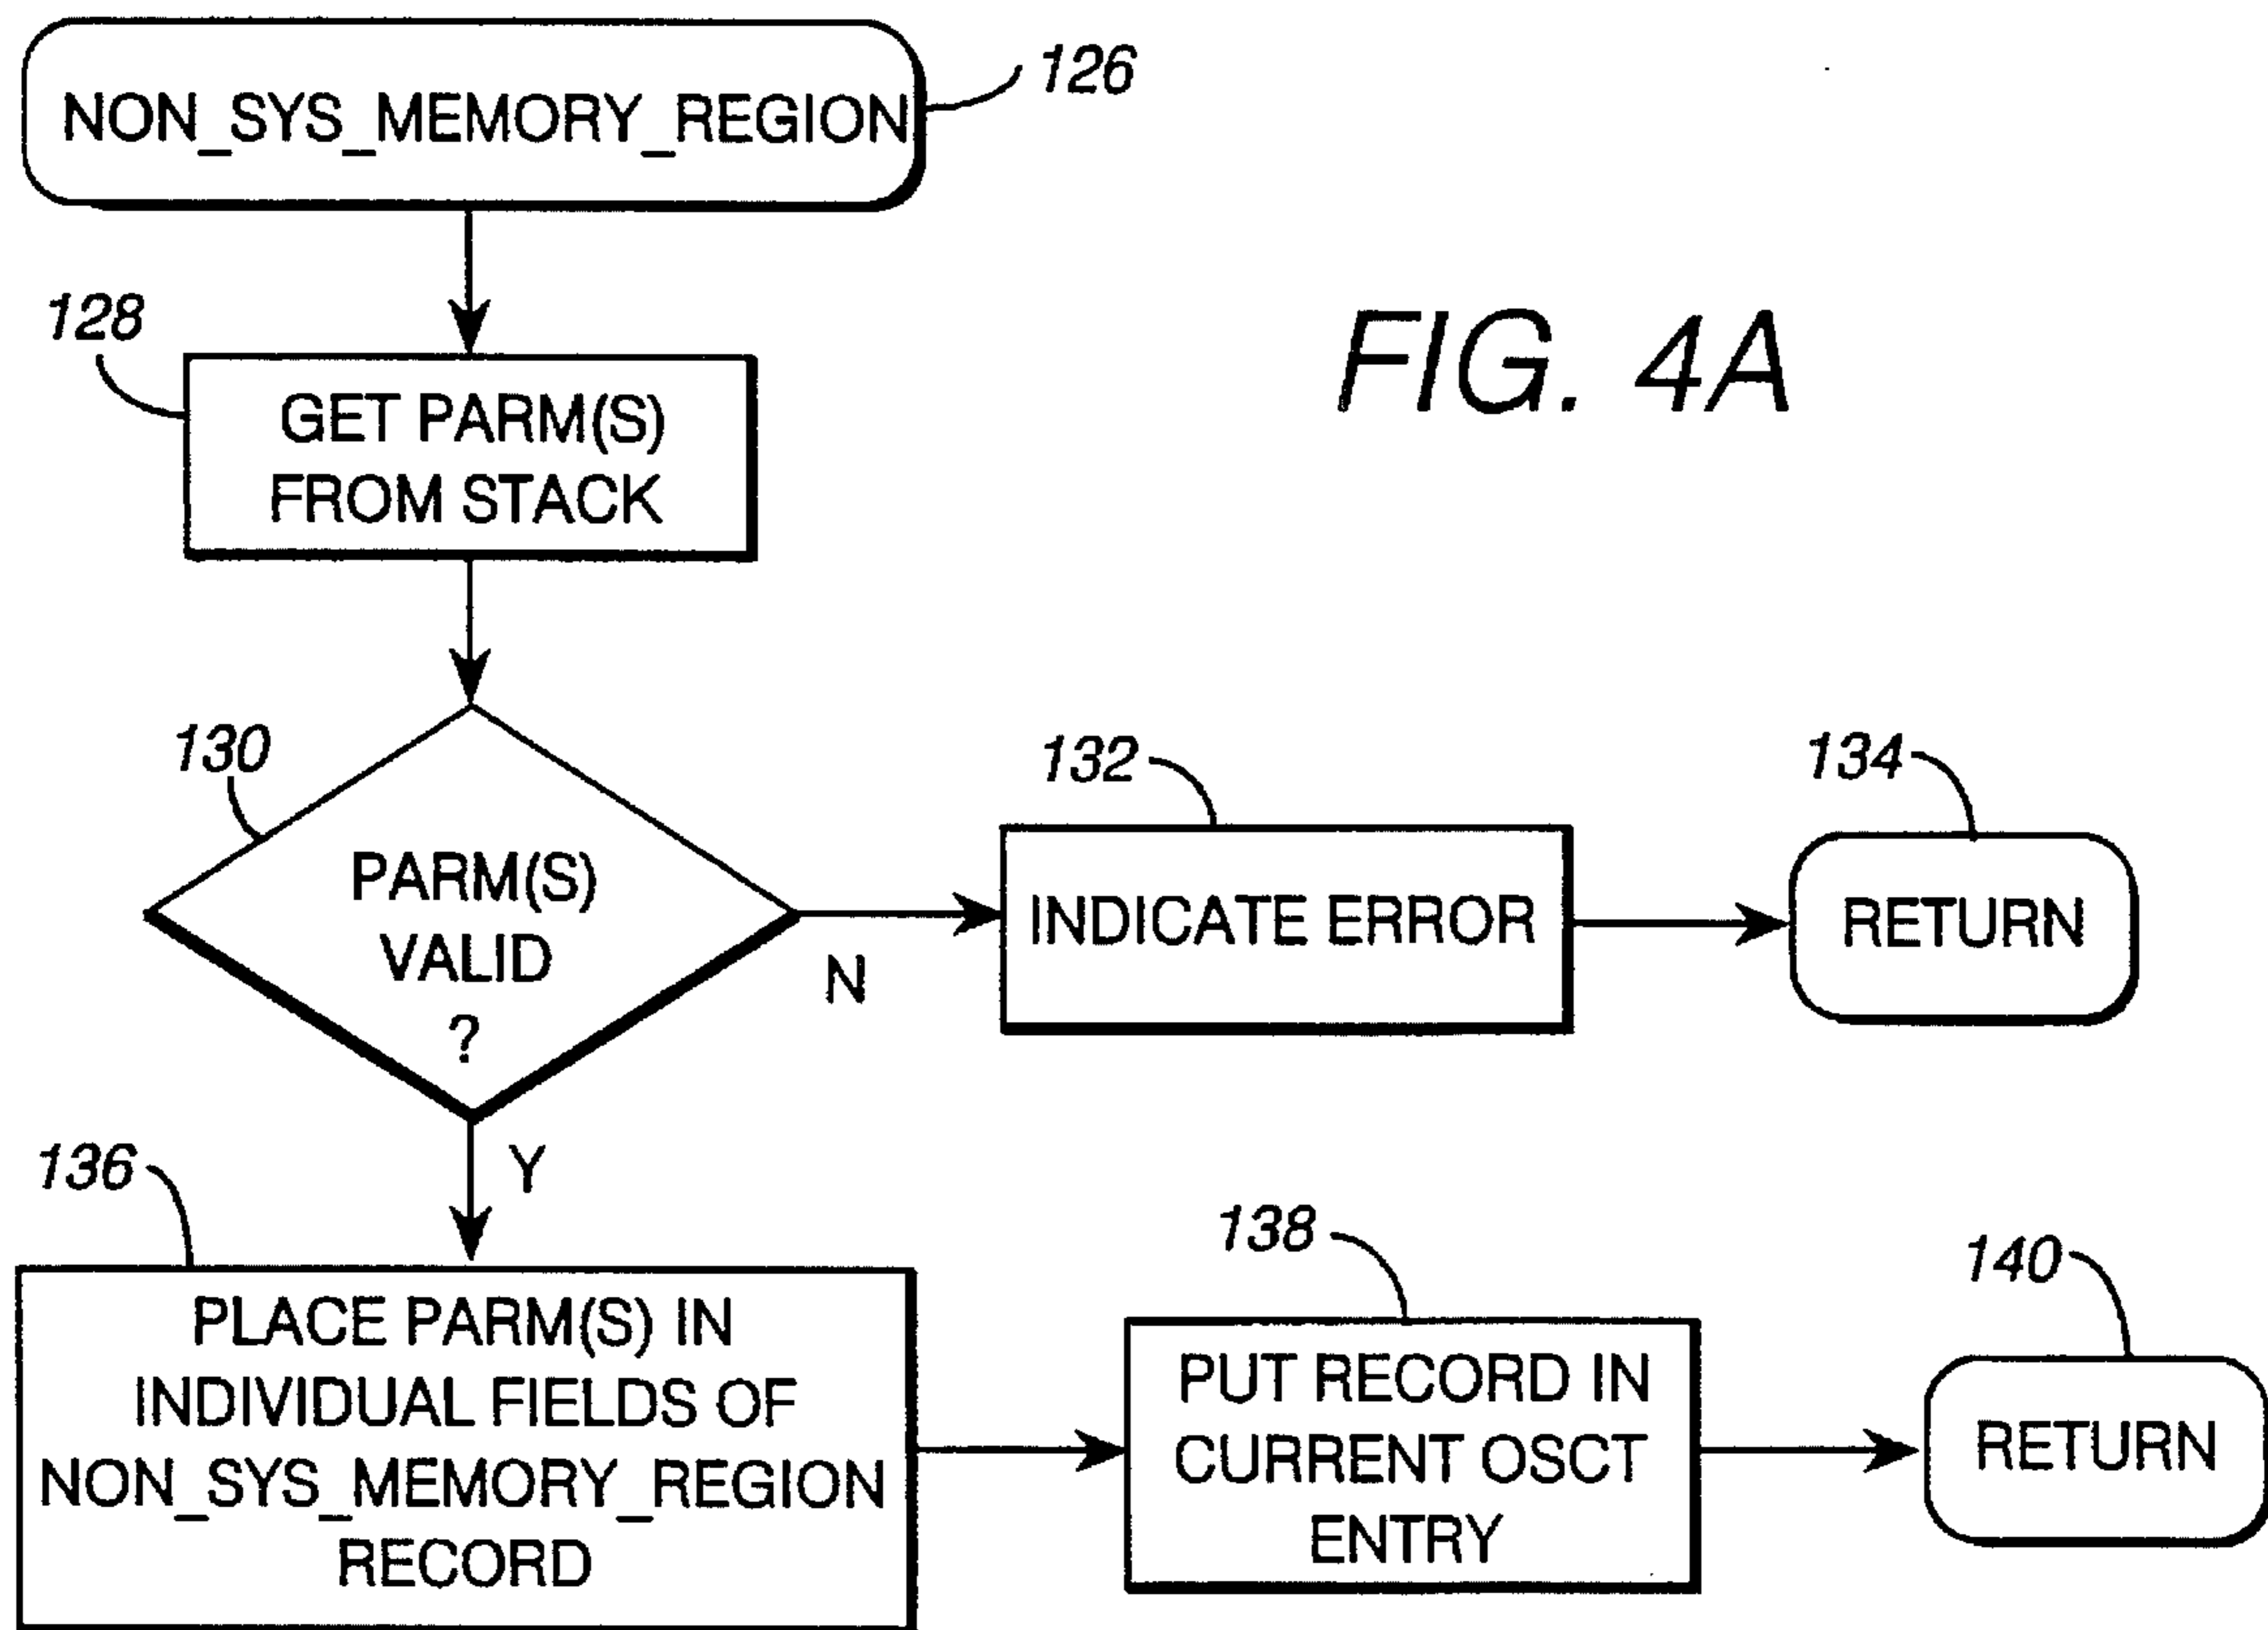 NON_SYS_MEMORY_REGION
126
128
GET PARM(S)
FROM STACK
FIG. 4A
130
PARM(S)
VALID
?
N
132
INDICATE ERROR
134
RETURN
Y
136
PLACE PARM(S) IN
INDIVIDUAL FIELDS OF
NON_SYS_MEMORY_REGION
RECORD
138
PUT RECORD IN
CURRENT OSCT
ENTRY
140
RETURN